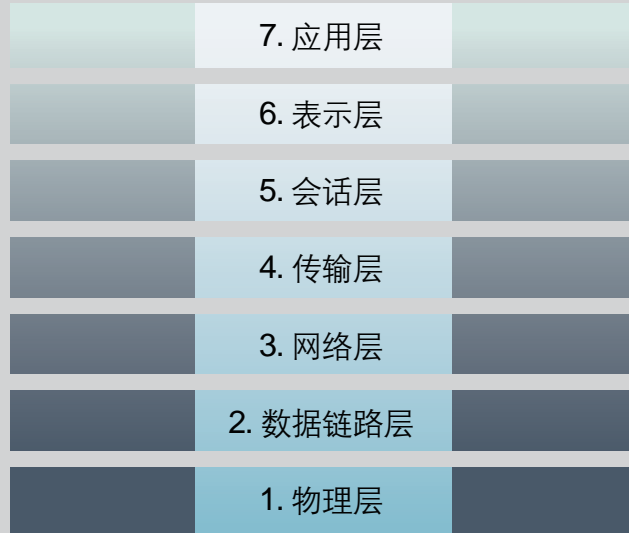 7. 应用层
6. 表示层
5. 会话层
4. 传输层
3. 网络层
2. 数据链路层
1. 物理层